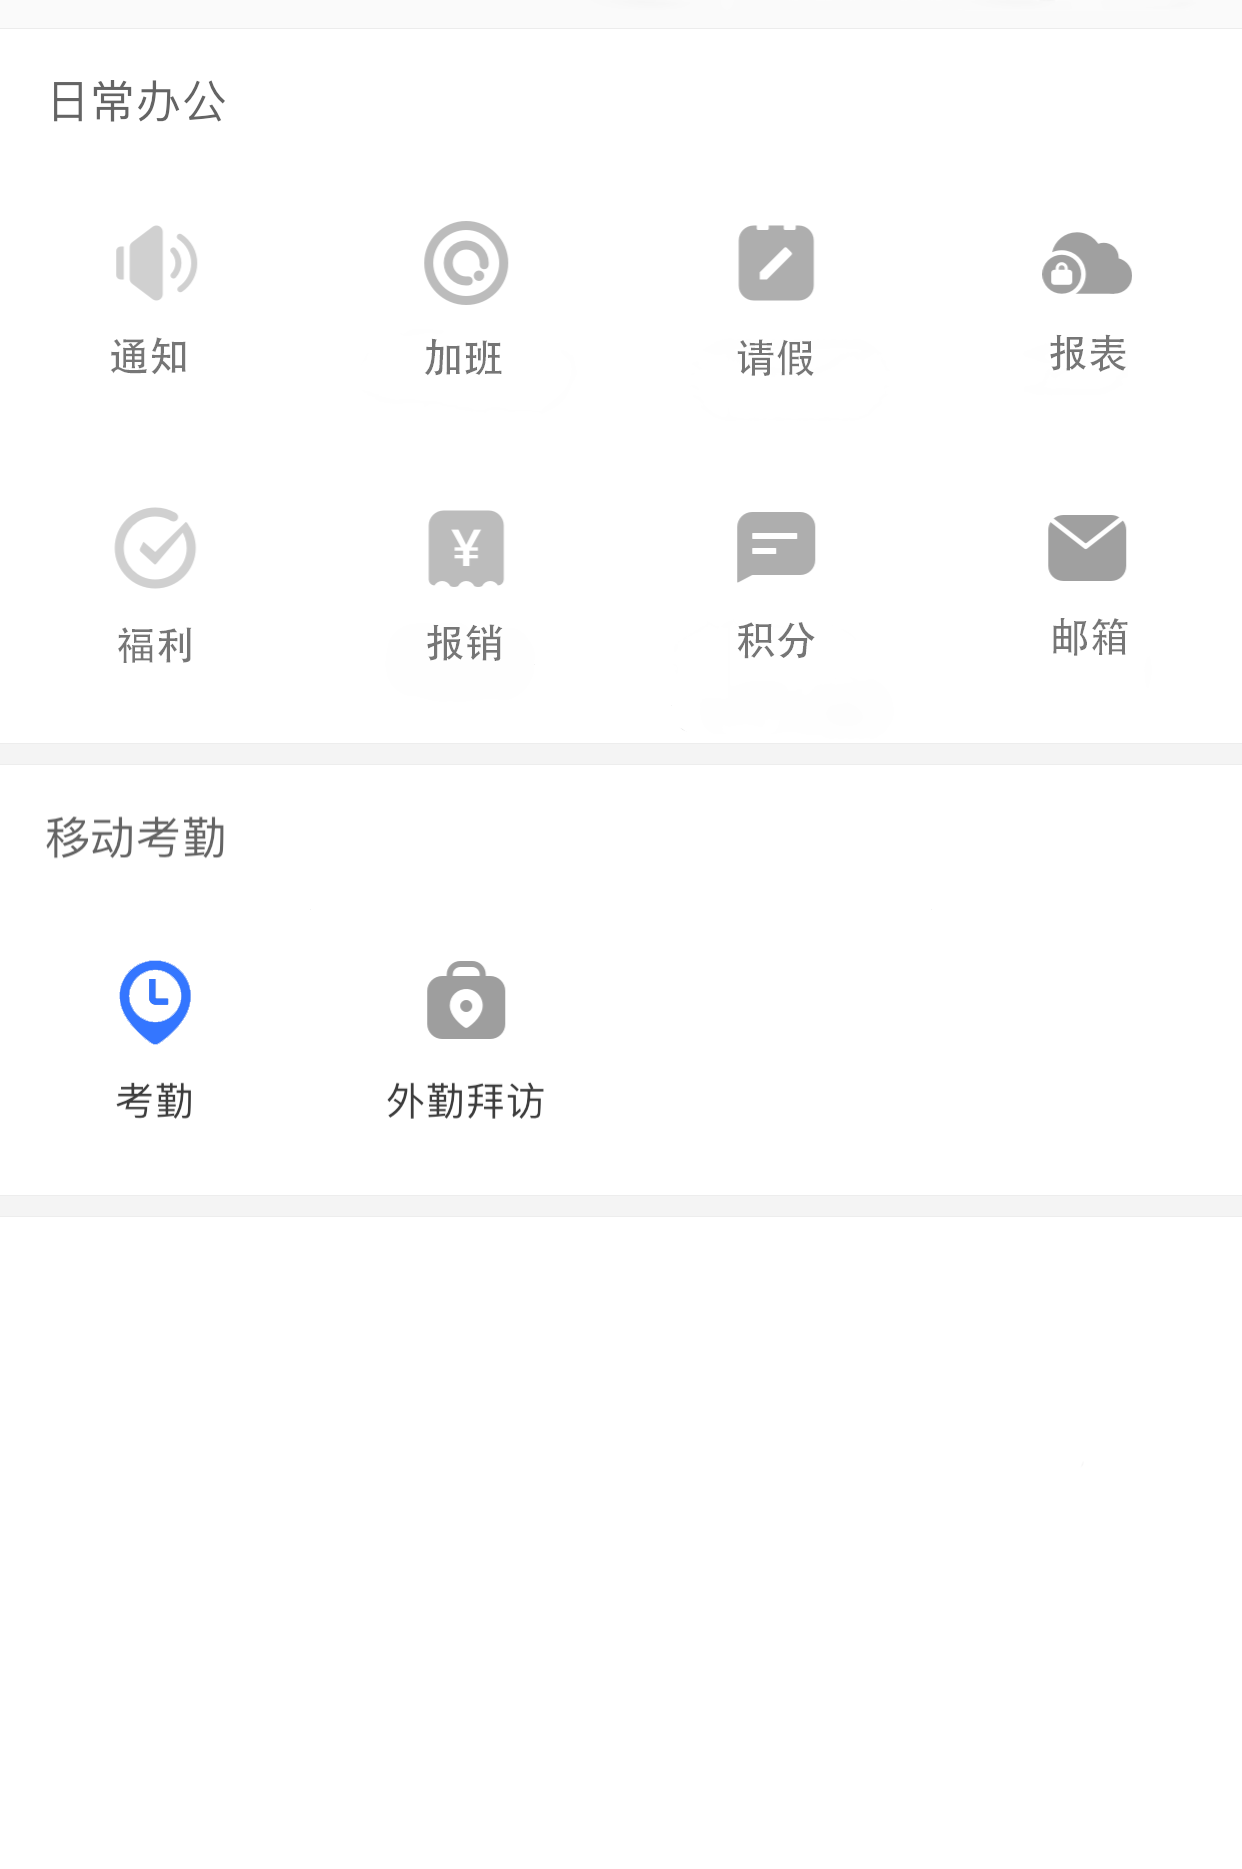 日常办公
通知 加班 请假 报表
福利 报销 积分 邮箱
移动考勤
考勤 外勤拜访